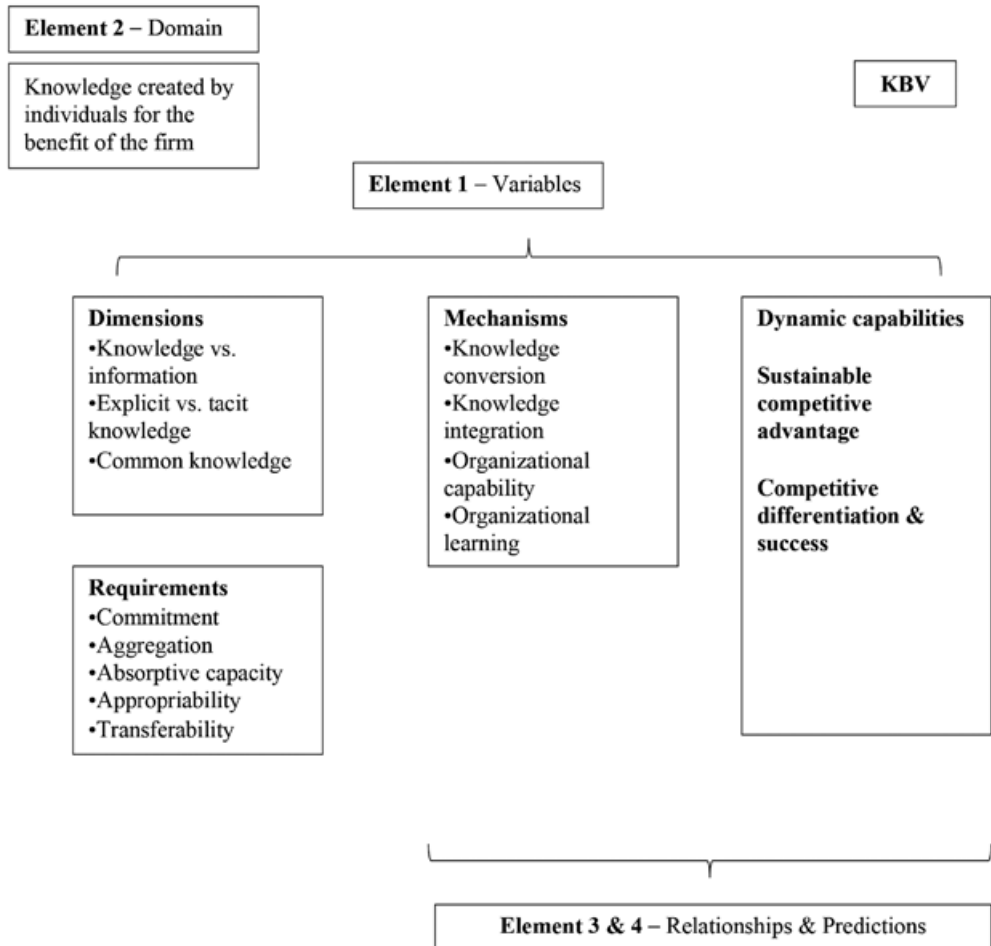 Element 2 – Domain
Knowledge created by
individuals for the
benefit of the firm
KBV
Element 1 – Variables
Dimensions
•Knowledge vs.
information
•Explicit vs. tacit
knowledge
•Common knowledge
Requirements
•Commitment
•Aggregation
•Absorptive capacity
•Appropriability
•Transferability
Mechanisms
•Knowledge
conversion
•Knowledge
integration
•Organizational
capability
•Organizational
learning
Dynamic capabilities
Sustainable
competitive
advantage
Competitive
differentiation &
success
Element 3 & 4 – Relationships & Predictions